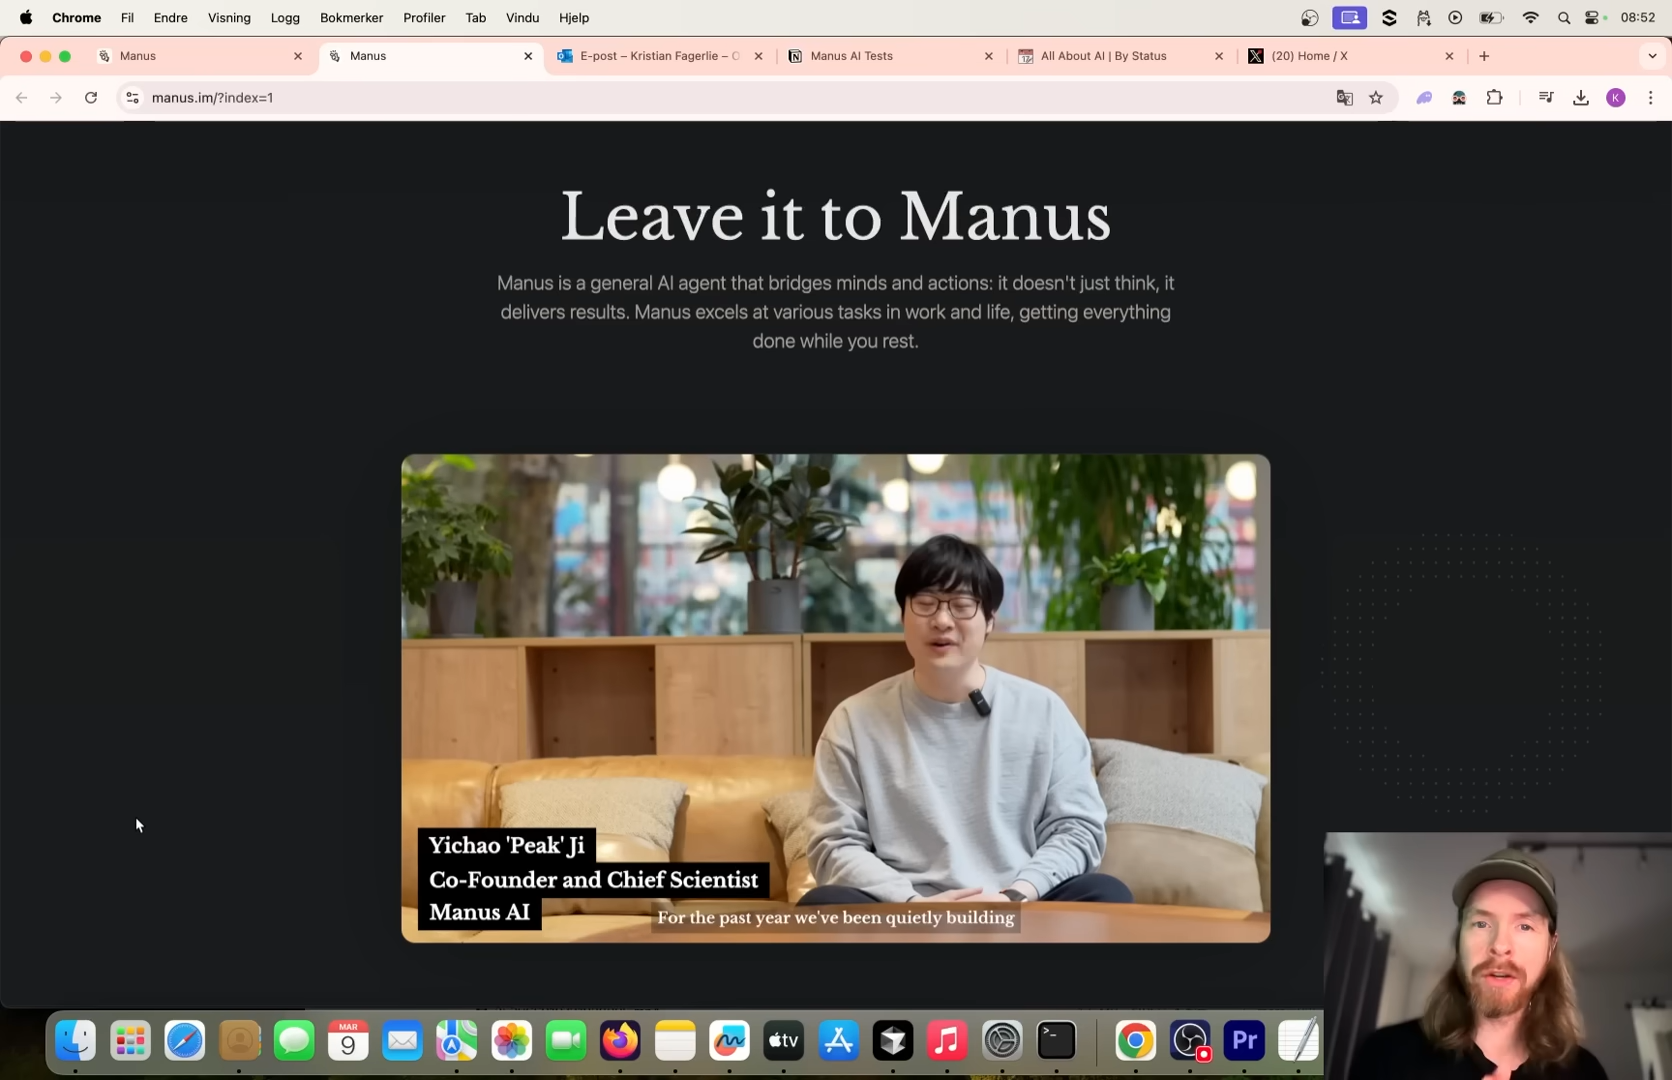 Chrome Fil Endre Visning Logg Bokmerker Profiler Tab Vindu Hjelp 08:52
Manus Manus E-post – Kristian Fagerlie – O Manus AI Tests All About AI | By Status (20) Home / X
manus.im/?index=1 K
Leave it to Manus
Manus is a general AI agent that bridges minds and actions: it doesn't just think, it
delivers results. Manus excels at various tasks in work and life, getting everything
done while you rest.
Yichao 'Peak' Ji
Co-Founder and Chief Scientist
Manus AI
For the past year we've been quietly building
MAR
9
tv
Pr